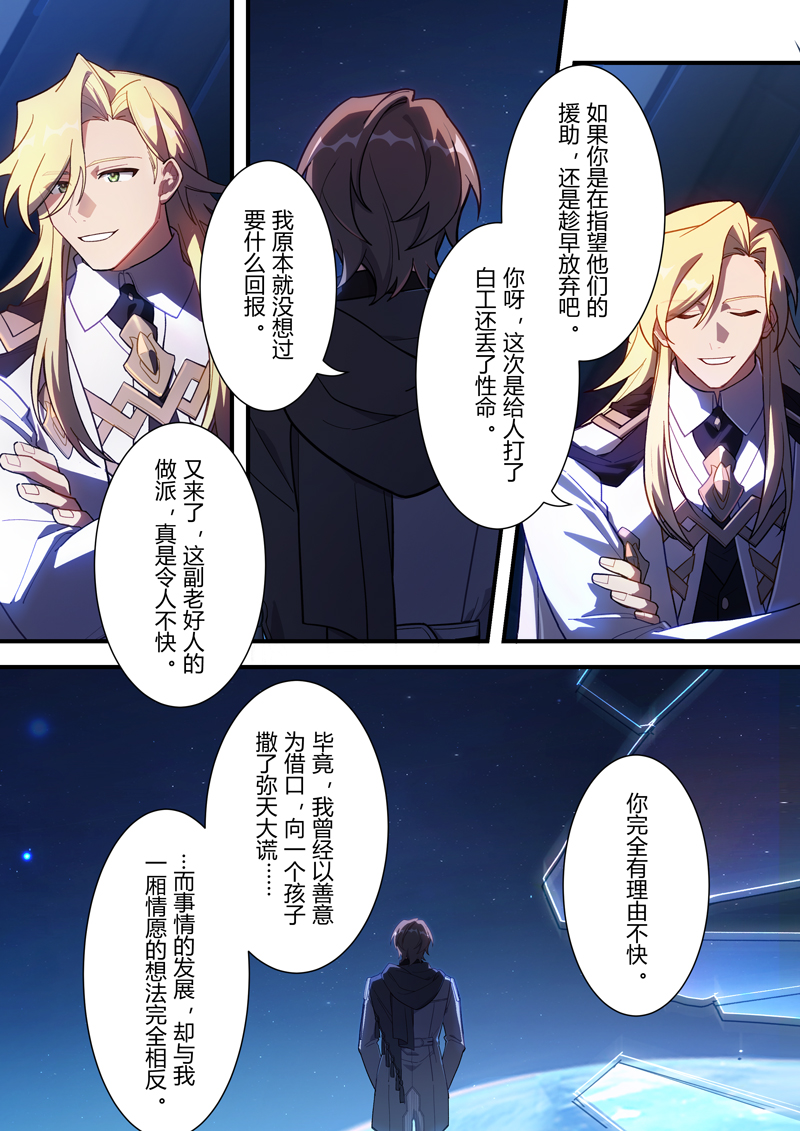 如果你是在指望他们的
援助，还是趁早放弃吧。
你呀，这次是给人打了
白工还丢了性命。
我原本就没想过
要什么回报。
又来了，这副老好人的
做派，真是令人不快。
你完全有理由不快。
毕竟，我曾经以善意
为借口，向一个孩子
撒了弥天大谎……
…而事情的发展，却与我
一厢情愿的想法完全相反。